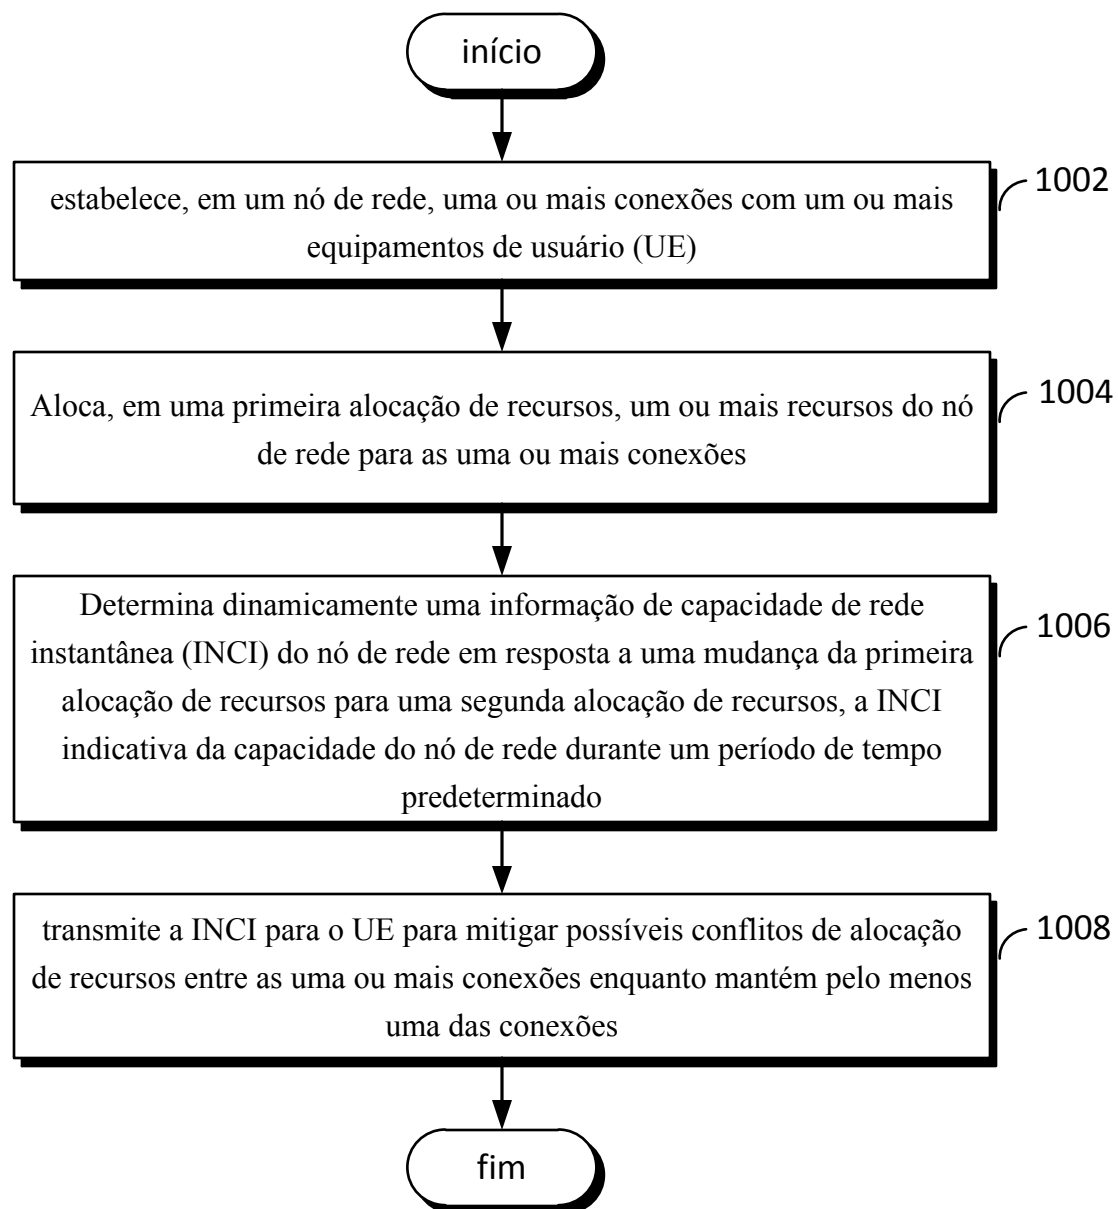 início
estabelece, em um nó de rede, uma ou mais conexões com um ou mais
equipamentos de usuário (UE)
1002
Aloca, em uma primeira alocação de recursos, um ou mais recursos do nó
de rede para as uma ou mais conexões
1004
Determina dinamicamente uma informação de capacidade de rede
instantânea (INCI) do nó de rede em resposta a uma mudança da primeira
alocação de recursos para uma segunda alocação de recursos, a INCI
indicativa da capacidade do nó de rede durante um período de tempo
predeterminado
1006
transmite a INCI para o UE para mitigar possíveis conflitos de alocação
de recursos entre as uma ou mais conexões enquanto mantém pelo menos
uma das conexões
1008
fim